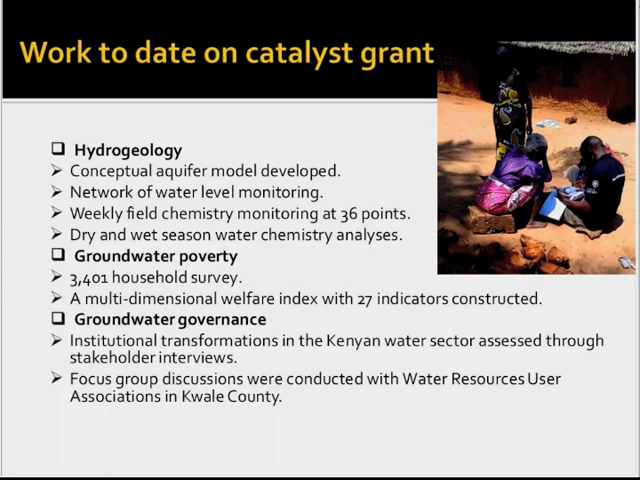 Work to date on catalyst grant
❑ Hydrogeology
➢ Conceptual aquifer model developed.
➢ Network of water level monitoring.
➢ Weekly field chemistry monitoring at 36 points.
➢ Dry and wet season water chemistry analyses.
❑ Groundwater poverty
➢ 3,401 household survey.
➢ A multi-dimensional welfare index with 27 indicators constructed.
❑ Groundwater governance
➢ Institutional transformations in the Kenyan water sector assessed through
stakeholder interviews.
➢ Focus group discussions were conducted with Water Resources User
Associations in Kwale County.